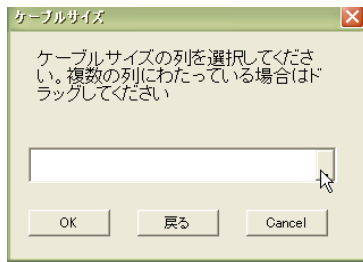 ケーブルサイズ
ケーブルサイズの列を選択してくださ
い。複数の列にわたっている場合はド
ラッグしてください
OK
戻る
Cancel